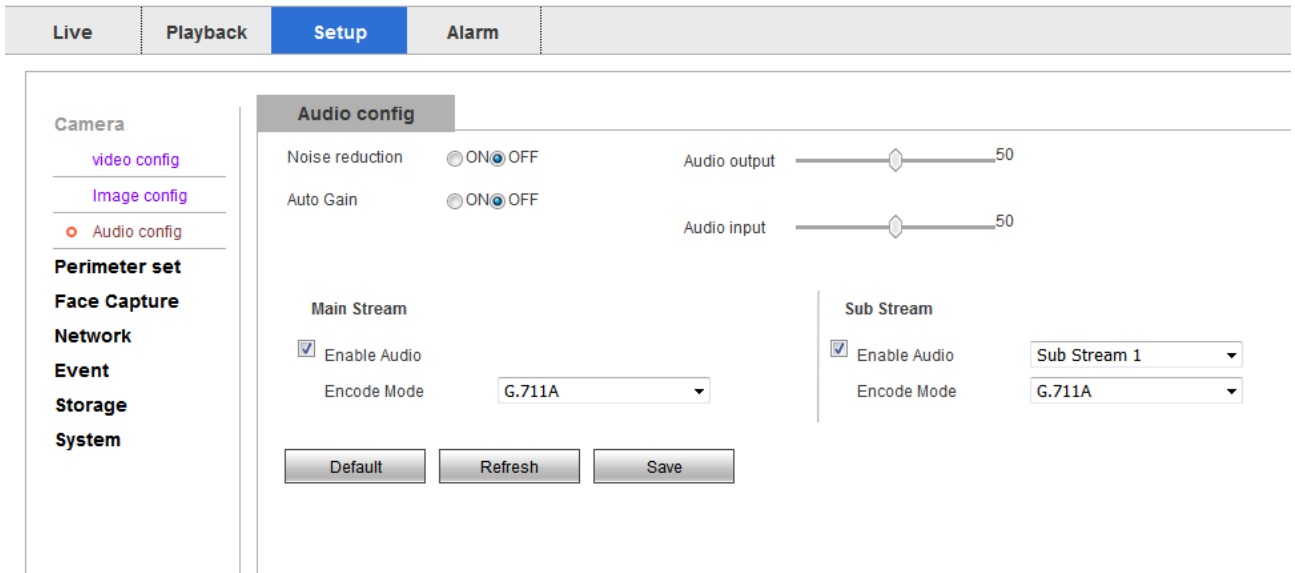 Live Playback Setup Alarm
Camera
video config
Image config
Audio config
Perimeter set
Face Capture
Network
Event
Storage
System
Audio config
Noise reduction ON OFF
Auto Gain ON OFF
Audio output 50
Audio input 50
Main Stream
Enable Audio
Encode Mode G.711A
Sub Stream
Enable Audio Sub Stream 1
Encode Mode G.711A
Default Refresh Save